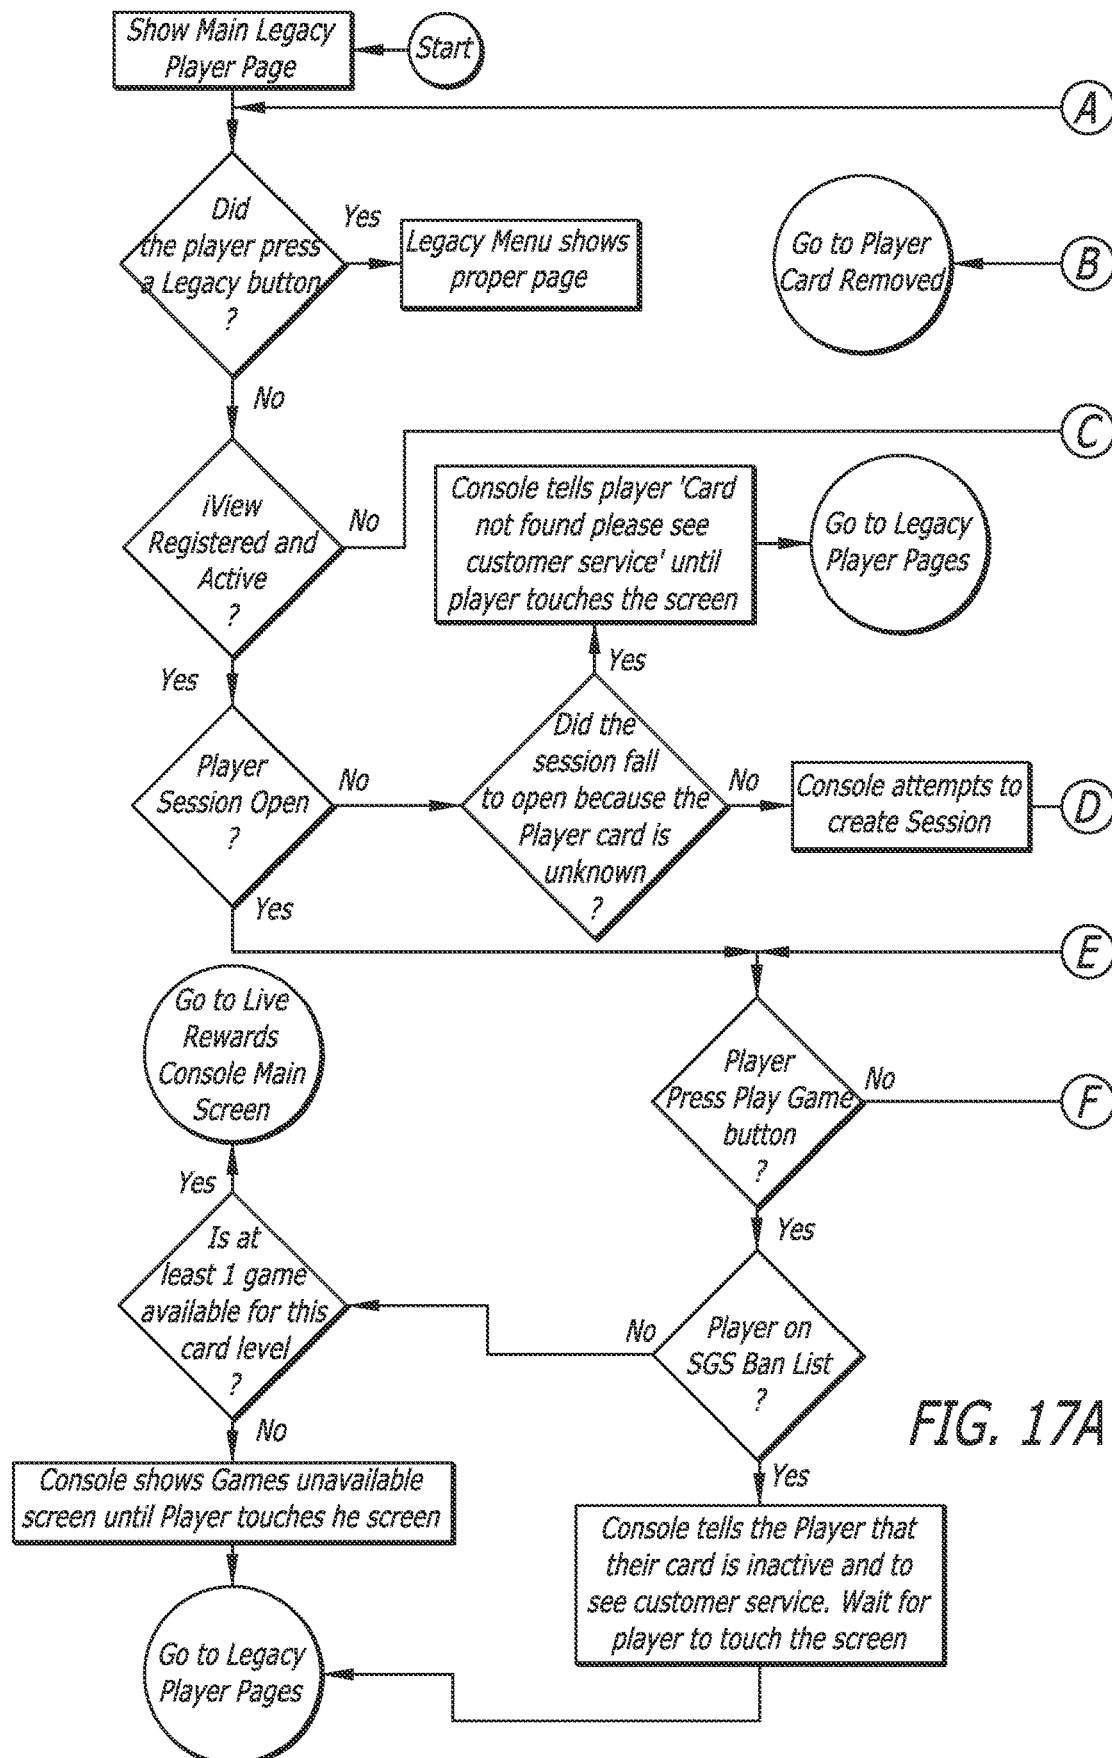 Show Main Legacy
Player Page
Start
A
Did
the player press
a Legacy button
?
Yes
Legacy Menu shows
proper page
Go to Player
Card Removed
B
No
C
iView
Registered and
Active
?
No
Console tells player 'Card
not found please see
customer service' until
player touches the screen
Go to Legacy
Player Pages
Yes
Yes
Player
Session Open
?
No
Did the
session fall
to open because the
Player card is
unknown
?
No
Console attempts to
create Session
D
Yes
E
Go to Live
Rewards
Console Main
Screen
Player
Press Play Game
button
?
No
F
Yes
Yes
Is at
least 1 game
available for this
card level
?
No
Player on
SGS Ban List
?
FIG. 17A
No
Yes
Console shows Games unavailable
screen until Player touches he screen
Console tells the Player that
their card is inactive and to
see customer service. Wait for
player to touch the screen
Go to Legacy
Player Pages